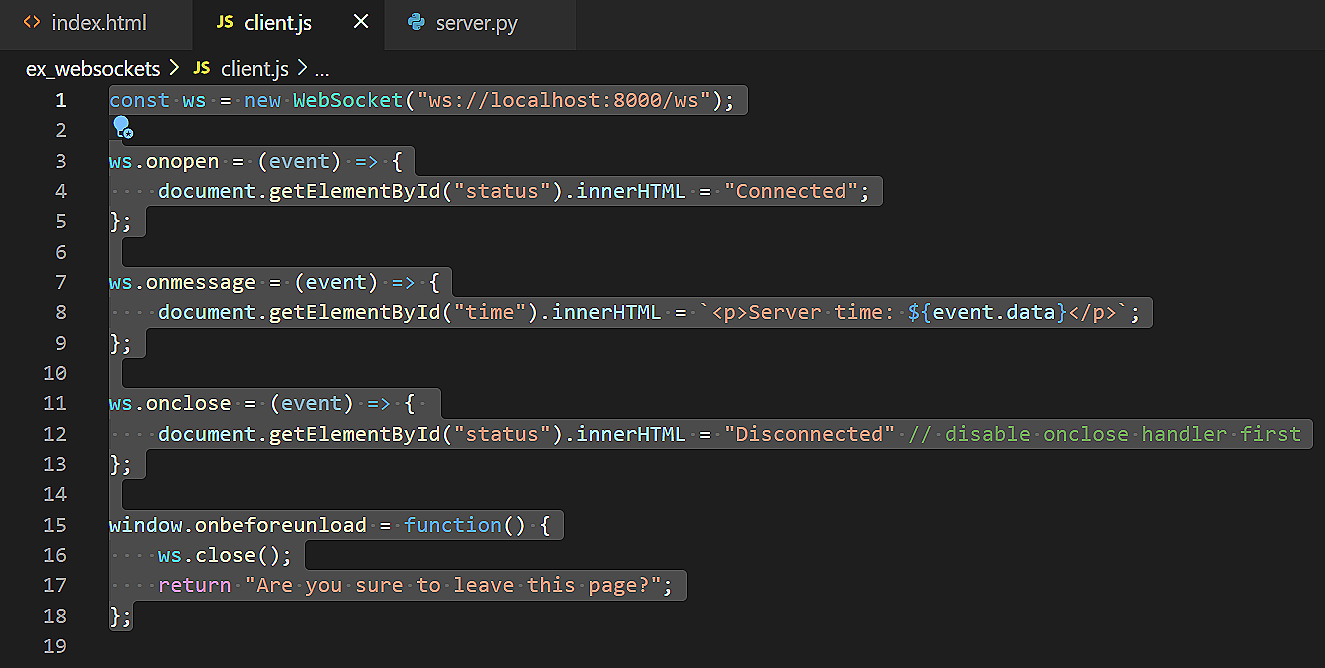 <> index.html JS client.js × server.py
ex_websockets > JS client.js > ...
1 const ws = new WebSocket("ws://localhost:8000/ws");
2
3 ws.onopen = (event) => {
4     document.getElementById("status").innerHTML = "Connected";
5 };
6
7 ws.onmessage = (event) => {
8     document.getElementById("time").innerHTML = `<p>Server time: ${event.data}</p>`;
9 };
10
11 ws.onclose = (event) => {
12     document.getElementById("status").innerHTML = "Disconnected" // disable onclose handler first
13 };
14
15 window.onbeforeunload = function() {
16     ws.close();
17     return "Are you sure to leave this page?";
18 };
19